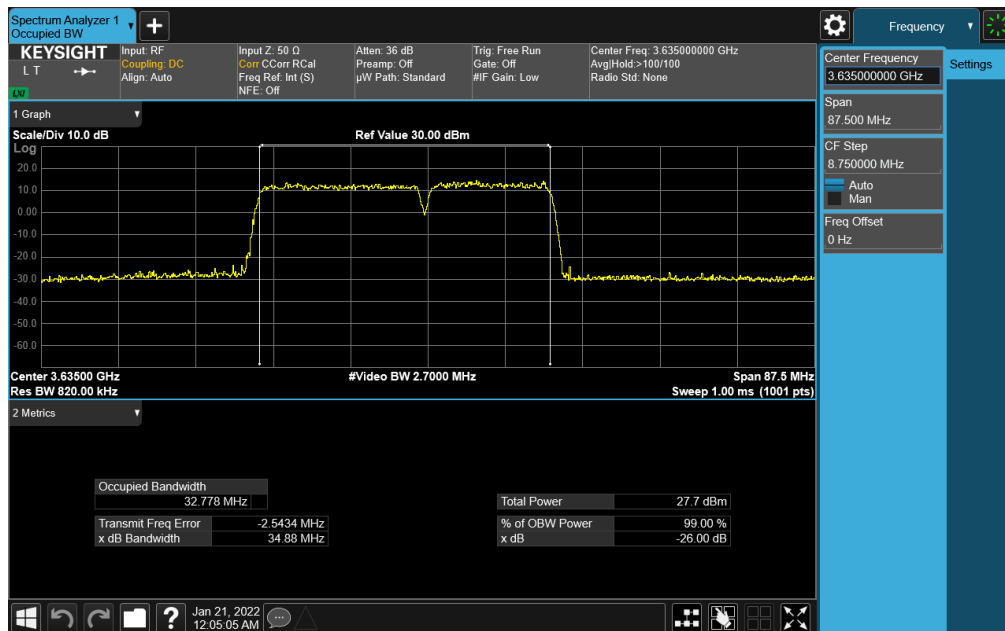 Spectrum Analyzer 1
Occupied BW
Frequency
KEYSIGHT
L T
LXI
Input: RF
Coupling: DC
Align: Auto
Input Z: 50 Ω
Corr CCorr RCal
Freq Ref: Int (S)
NFE: Off
Atten: 36 dB
Preamp: Off
µW Path: Standard
Trig: Free Run
Gate: Off
#IF Gain: Low
Center Freq: 3.635000000 GHz
Avg|Hold:>100/100
Radio Std: None
Center Frequency
3.635000000 GHz
Settings
Span
87.500 MHz
CF Step
8.750000 MHz
Auto
Man
Freq Offset
0 Hz
1 Graph
Scale/Div 10.0 dB
Ref Value 30.00 dBm
Log
20.0
10.0
0.00
-10.0
-20.0
-30.0
-40.0
-50.0
-60.0
Center 3.63500 GHz
#Video BW 2.7000 MHz
Span 87.5 MHz
Res BW 820.00 kHz
Sweep 1.00 ms (1001 pts)
2 Metrics
Occupied Bandwidth
32.778 MHz
Transmit Freq Error -2.5434 MHz
x dB Bandwidth 34.88 MHz
Total Power 27.7 dBm
% of OBW Power 99.00 %
x dB -26.00 dB
?
Jan 21, 2022
12:05:05 AM